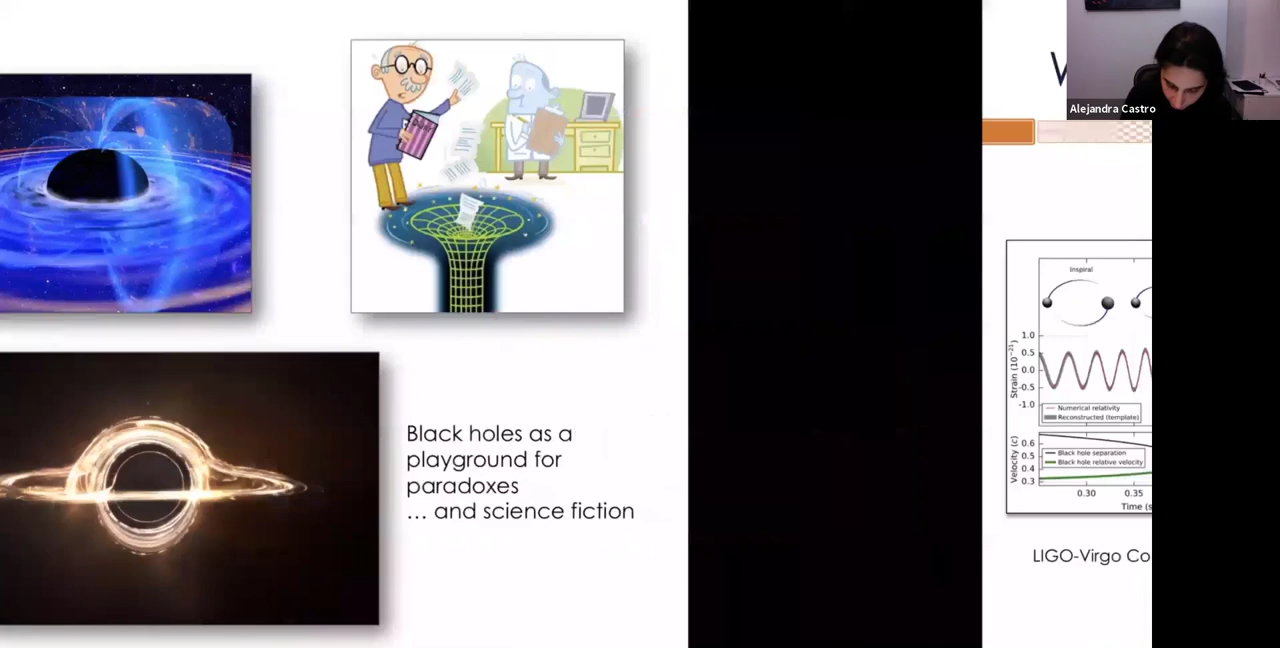 Black holes as a
playground for
paradoxes
... and science fiction
Alejandra Castro
Inspiral
Strain (10⁻²¹)
1.0
0.5
0.0
-0.5
-1.0
Numerical relativity
Reconstructed (template)
Velocity (c)
0.6
0.5
0.4
0.3
Black hole separation
Black hole relative velocity
0.30
0.35
Time (s
LIGO-Virgo Co